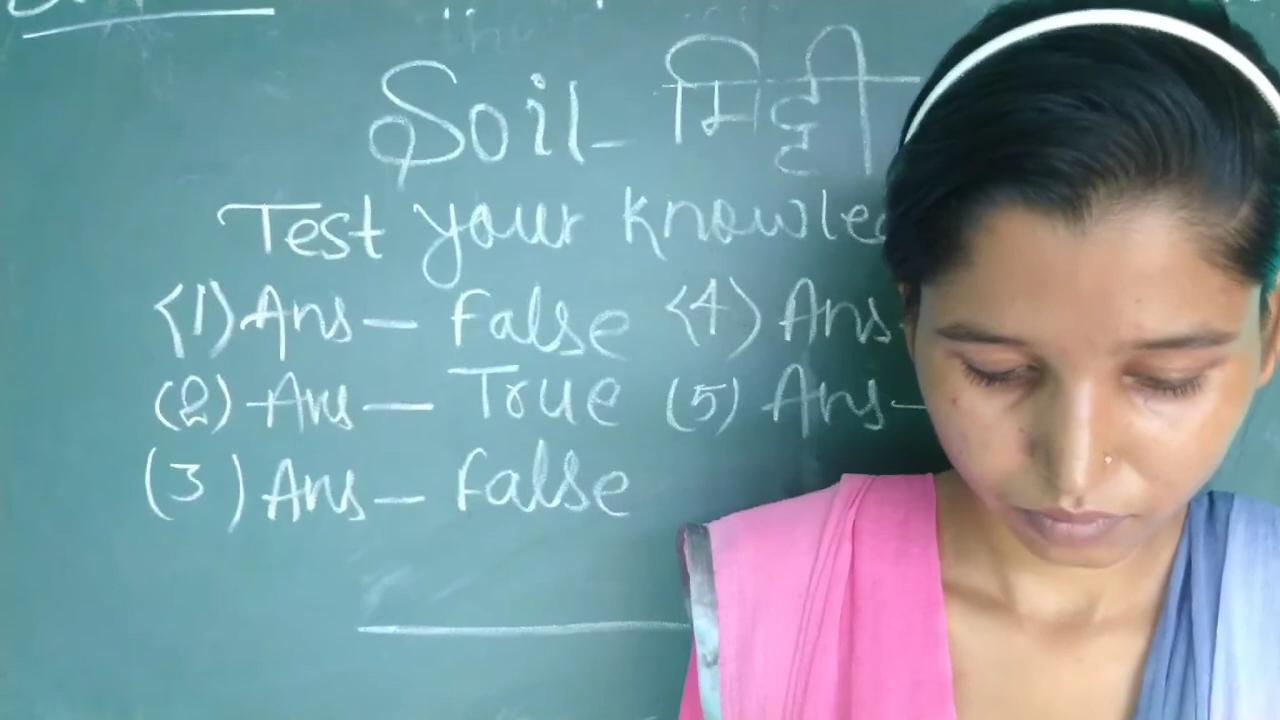 Soil - मिट्टी
Test your
(1) Ans - False (4) Ans
(2) Ans - True (5) Ans -
(3) Ans - False